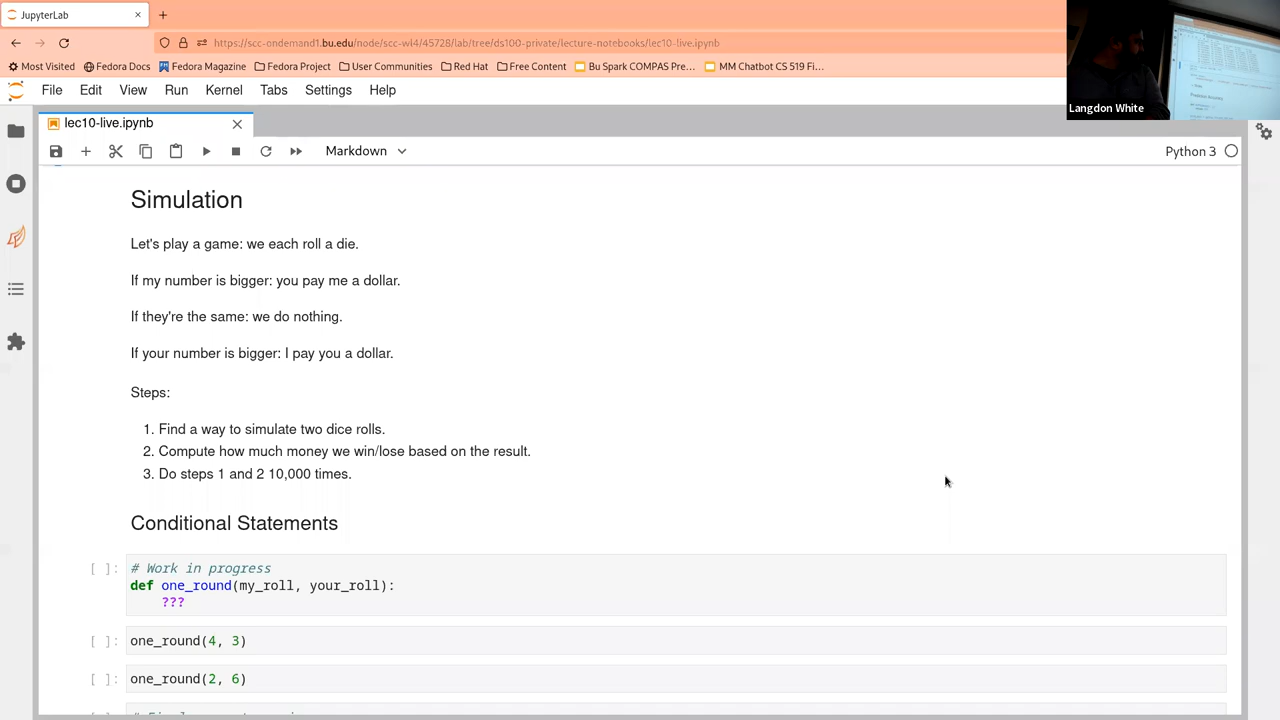 JupyterLab
https://scc-ondemand1.bu.edu/node/scc-wi4/45728/lab/tree/ds100-private/lecture-notebooks/lec10-live.ipynb
Most Visited Fedora Docs Fedora Magazine Fedora Project User Communities Red Hat Free Content Bu Spark COMPAS Pre… MM Chatbot CS 519 Fi…
Langdon White
File Edit View Run Kernel Tabs Settings Help
lec10-live.ipynb
Markdown Python 3
Simulation
Let's play a game: we each roll a die.
If my number is bigger: you pay me a dollar.
If they're the same: we do nothing.
If your number is bigger: I pay you a dollar.
Steps:
1. Find a way to simulate two dice rolls.
2. Compute how much money we win/lose based on the result.
3. Do steps 1 and 2 10,000 times.
Conditional Statements
[ ]: # Work in progress
def one_round(my_roll, your_roll):
???
[ ]: one_round(4, 3)
[ ]: one_round(2, 6)